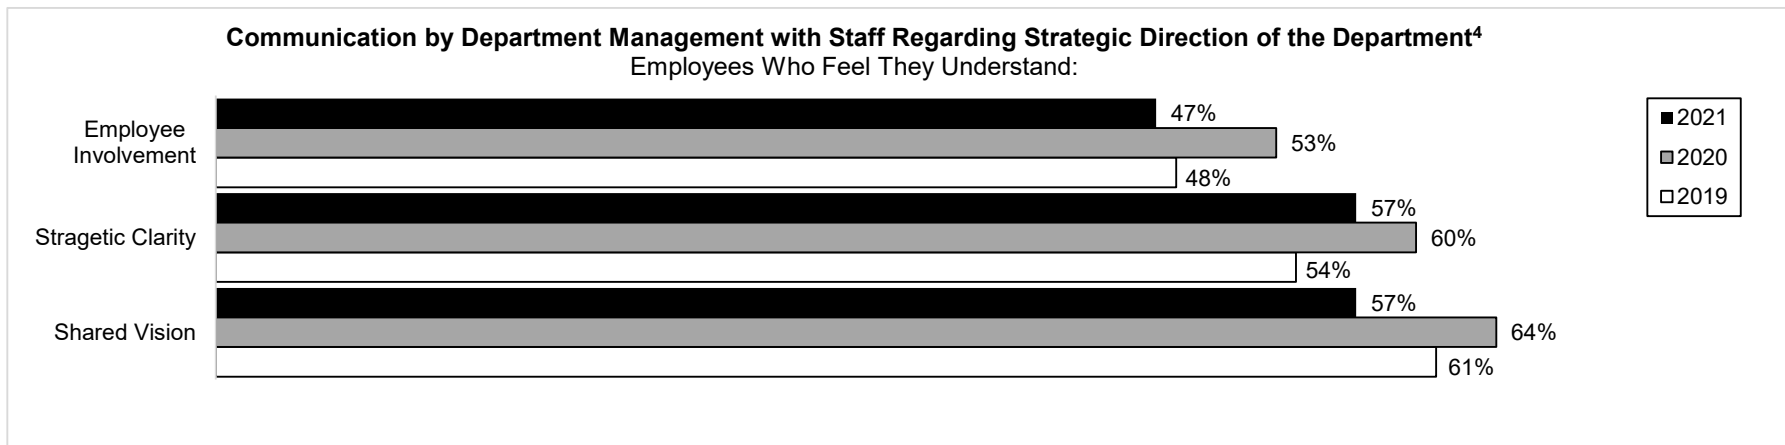 Communication by Department Management with Staff Regarding Strategic Direction of the Department⁴
Employees Who Feel They Understand:
Employee
Involvement
47%
53%
48%
Stragetic Clarity
57%
60%
54%
Shared Vision
57%
64%
61%
2021
2020
2019